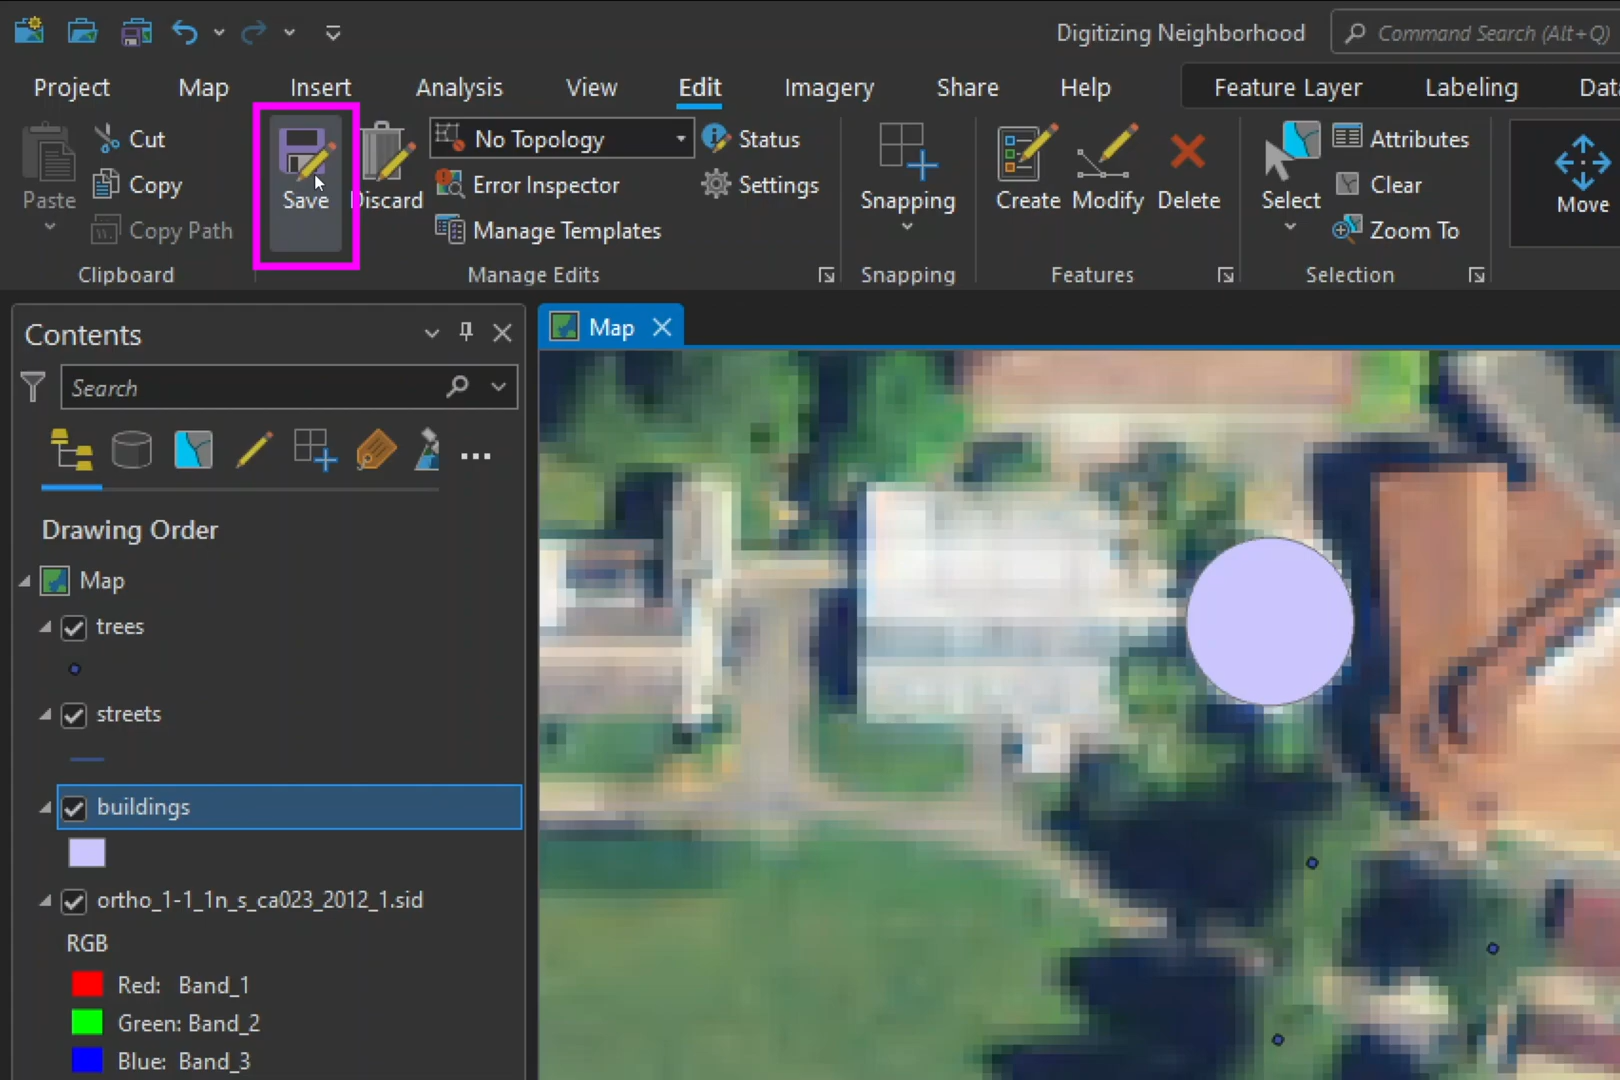 Digitizing Neighborhood
Command Search (Alt+Q)
Project
Map
Insert
Analysis
View
Edit
Imagery
Share
Help
Feature Layer
Labeling
Paste
Cut
Copy
Copy Path
Clipboard
Save
Discard
No Topology
Error Inspector
Manage Templates
Status
Settings
Manage Edits
Snapping
Snapping
Create
Modify
Delete
Features
Select
Attributes
Clear
Zoom To
Selection
Move
Contents
Search
Drawing Order
Map
trees
streets
buildings
ortho_1-1_1n_s_ca023_2012_1.sid
RGB
Red: Band_1
Green: Band_2
Blue: Band_3
Map